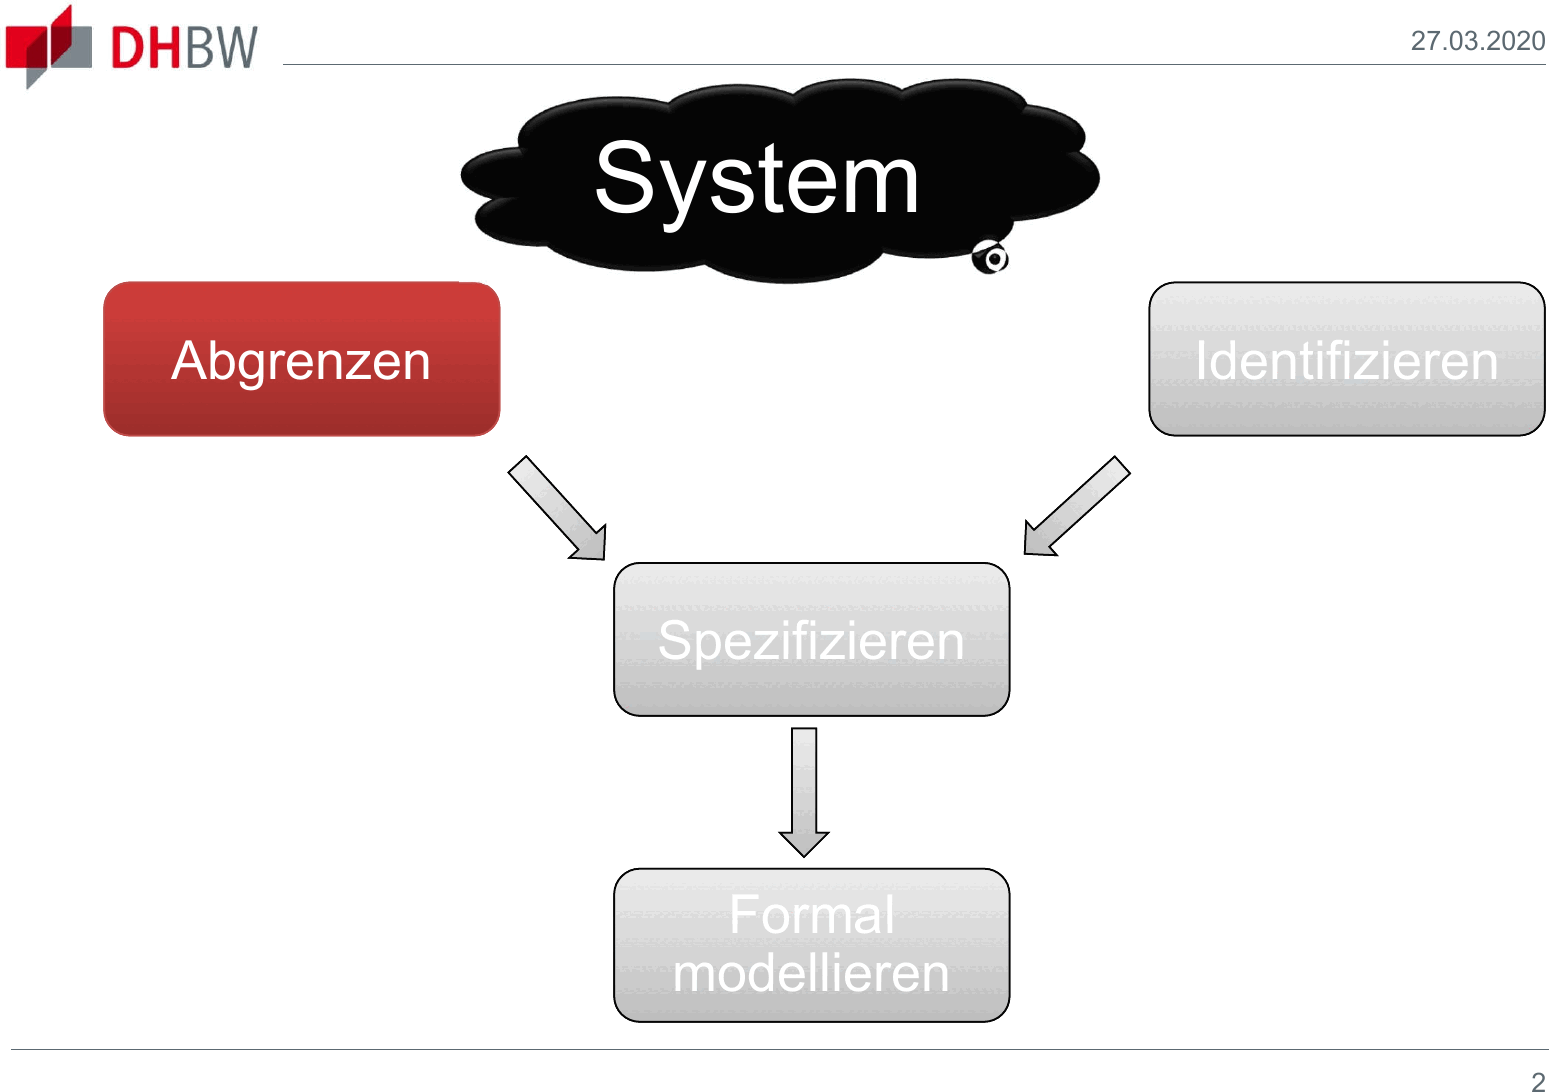 DHBW
27.03.2020
System
Abgrenzen
Identifizieren
Spezifizieren
Formal
modellieren
2